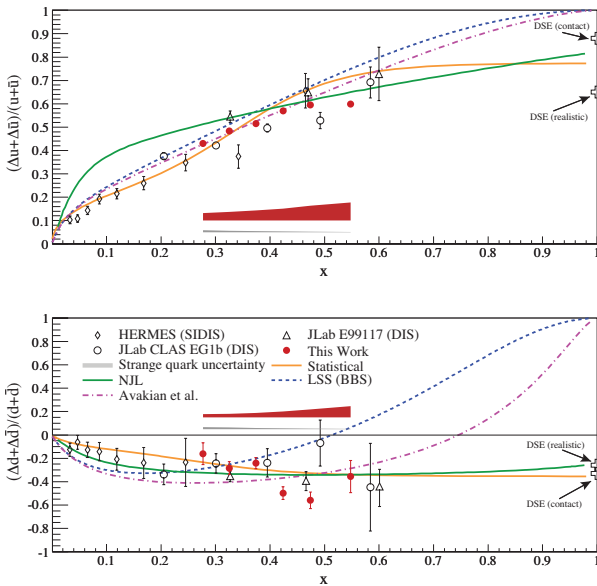 (Δu+Δū)/(u+ū)
1
0.9
0.8
0.7
0.6
0.5
0.4
0.3
0.2
0.1
0
DSE (contact)
DSE (realistic)
0.1 0.2 0.3 0.4 0.5 0.6 0.7 0.8 0.9 1
x
(Δd+Δd̄)/(d+d̄)
1
0.8
0.6
0.4
0.2
0
-0.2
-0.4
-0.6
-0.8
-1
HERMES (SIDIS)
JLab CLAS EG1b (DIS)
Strange quark uncertainty
NJL
Avakian et al.
JLab E99117 (DIS)
This Work
Statistical
LSS (BBS)
DSE (realistic)
DSE (contact)
0.1 0.2 0.3 0.4 0.5 0.6 0.7 0.8 0.9 1
x